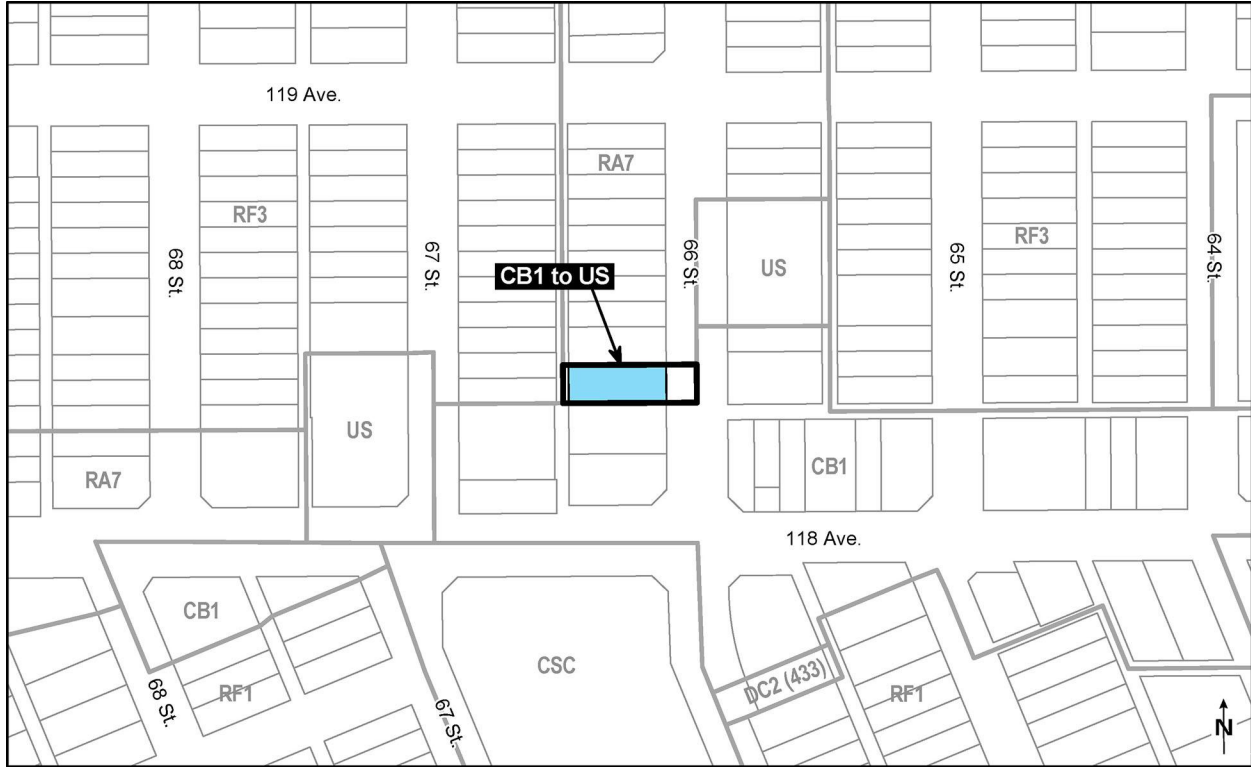 119 Ave.
RA7
RF3
RF3
68 St.
67 St.
66 St.
65 St.
64 St.
US
CB1 to US
US
RA7
CB1
118 Ave.
CB1
CSC
RF1
DC2 (433)
RF1
68 St.
67 St.
N